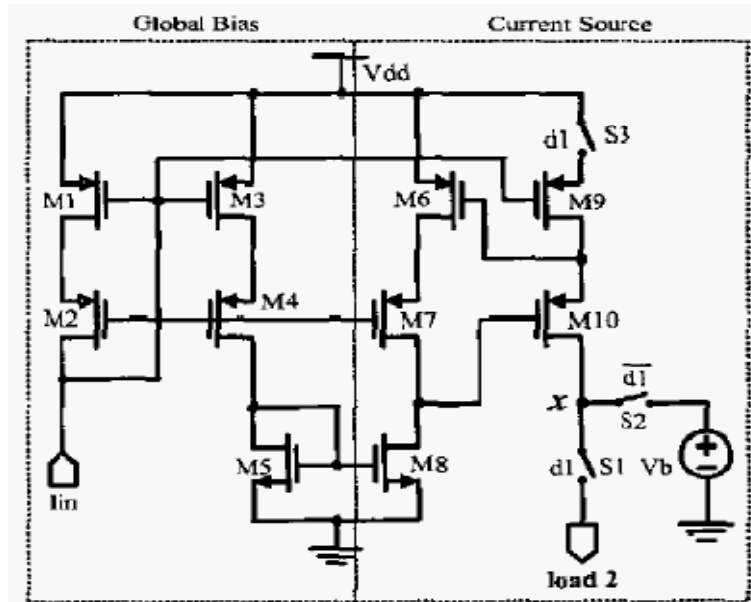 Global Bias
Current Source
Vdd
d1
S3
M1
M3
M6
M9
M2
M4
M7
M10
d1
x
S2
M5
M8
d1
S1
Vb
Iin
load 2